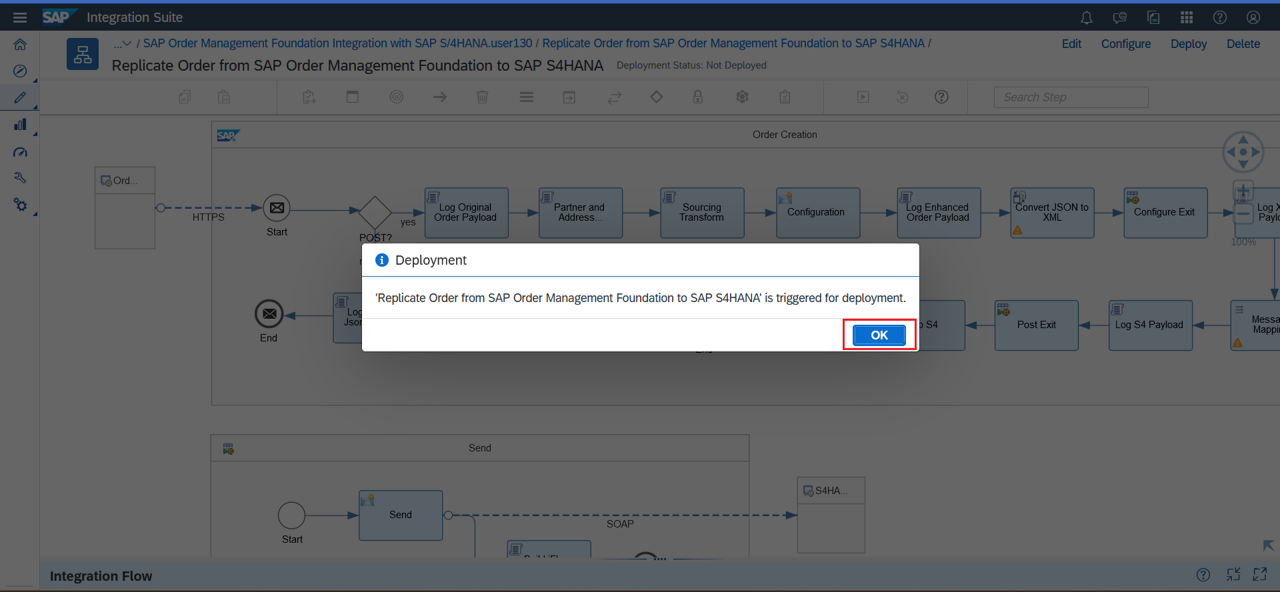 SAP Integration Suite
... / SAP Order Management Foundation Integration with SAP S/4HANA.user130 / Replicate Order from SAP Order Management Foundation to SAP S4HANA /
Edit Configure Deploy Delete
Replicate Order from SAP Order Management Foundation to SAP S4HANA Deployment Status: Not Deployed
Search Step
SAP
Order Creation
Ord...
HTTPS
Start
POST?
yes
Log Original
Order Payload
Partner and
Address...
Sourcing
Transform
Configuration
Log Enhanced
Order Payload
Convert JSON to
XML
Configure Exit
Log X
Paylo
100%
Deployment
'Replicate Order from SAP Order Management Foundation to SAP S4HANA' is triggered for deployment.
OK
End
Log
Json
S4
Post Exit
Log S4 Payload
Messa
Mappi
Send
Start
Send
SOAP
S4HA...
Integration Flow